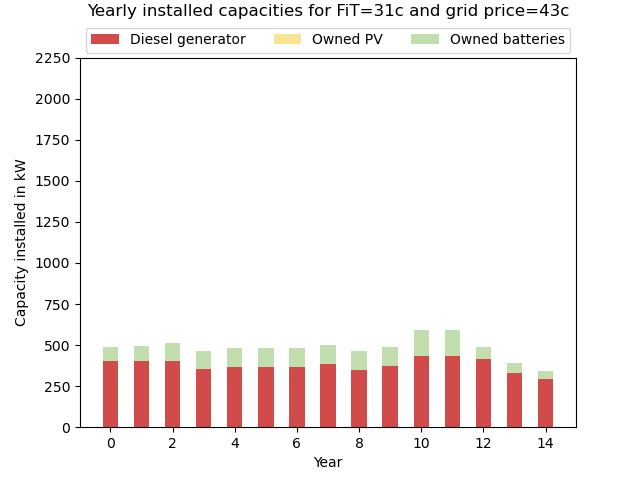 Yearly installed capacities for FiT=31c and grid price=43c
Diesel generator Owned PV Owned batteries
2250
2000
1750
1500
1250
1000
750
500
250
0
Capacity installed in kW
0 2 4 6 8 10 12 14
Year